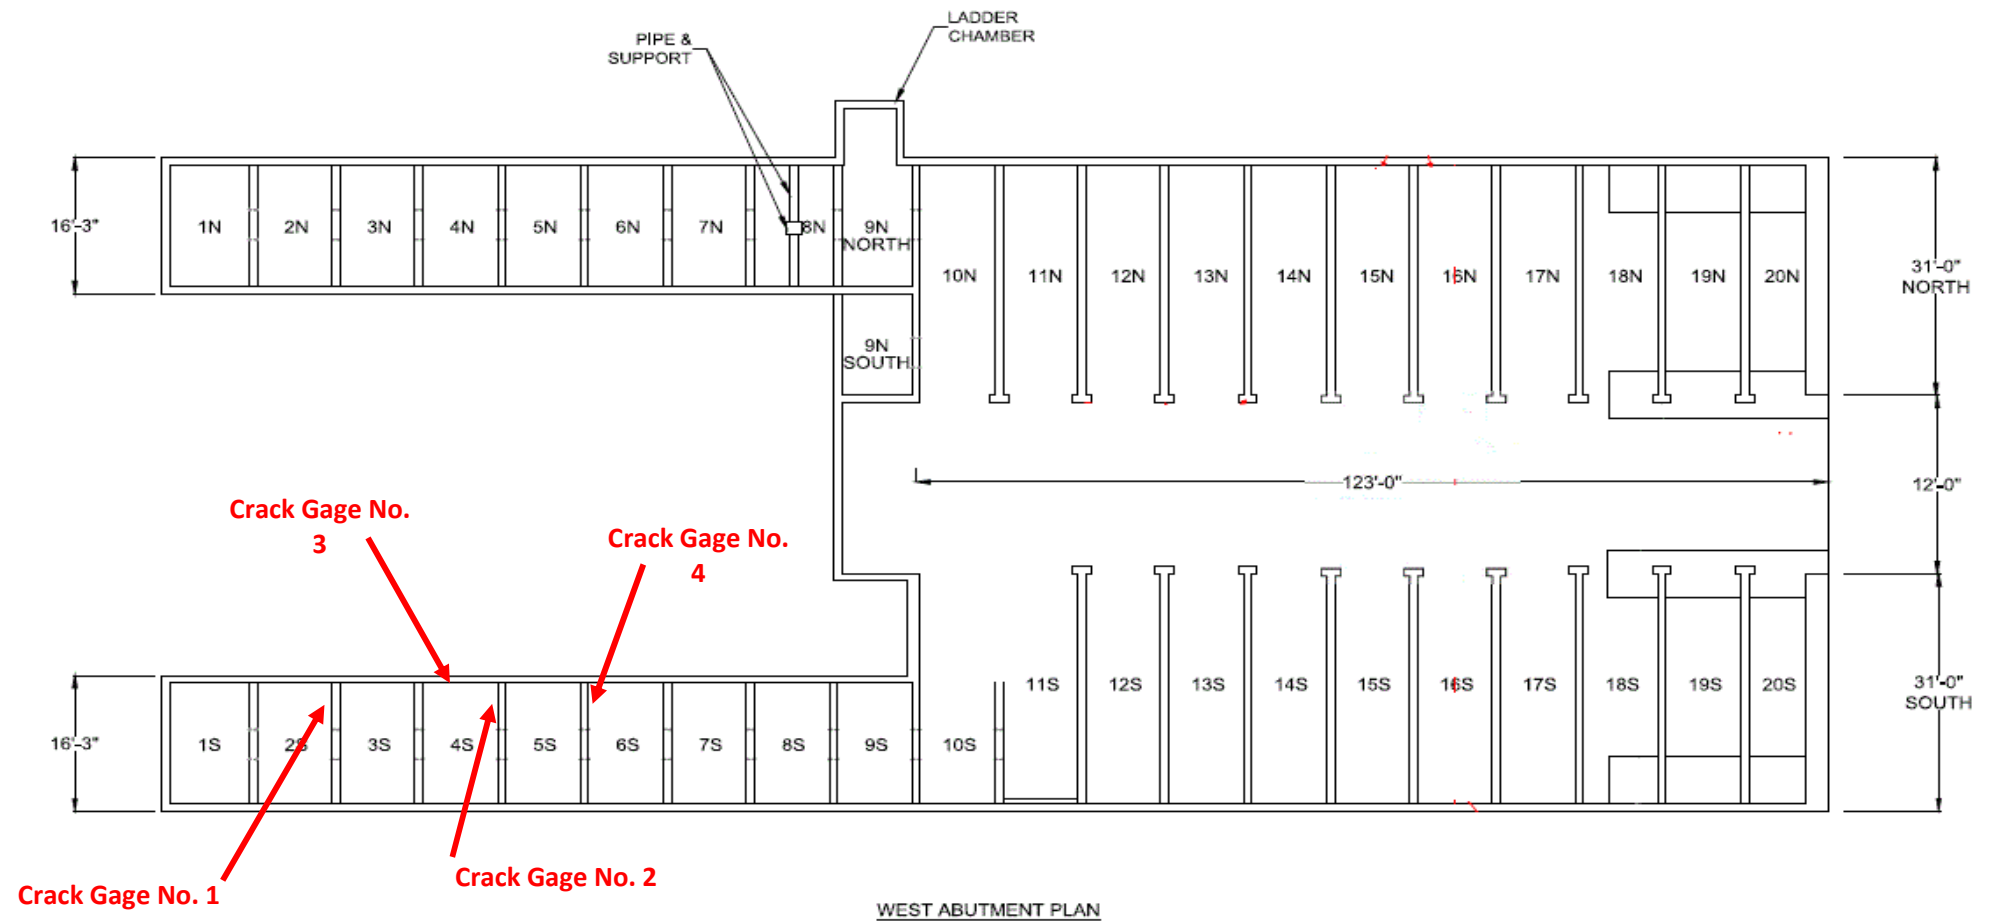 LADDER
CHAMBER
PIPE &
SUPPORT
16'-3"
1N
2N
3N
4N
5N
6N
7N
8N
9N
NORTH
10N
11N
12N
13N
14N
15N
16N
17N
18N
19N
20N
31'-0"
NORTH
9N
SOUTH
123'-0"
12'-0"
Crack Gage No.
3
Crack Gage No.
4
16'-3"
1S
2S
3S
4S
5S
6S
7S
8S
9S
10S
11S
12S
13S
14S
15S
16S
17S
18S
19S
20S
31'-0"
SOUTH
Crack Gage No. 1
Crack Gage No. 2
WEST ABUTMENT PLAN